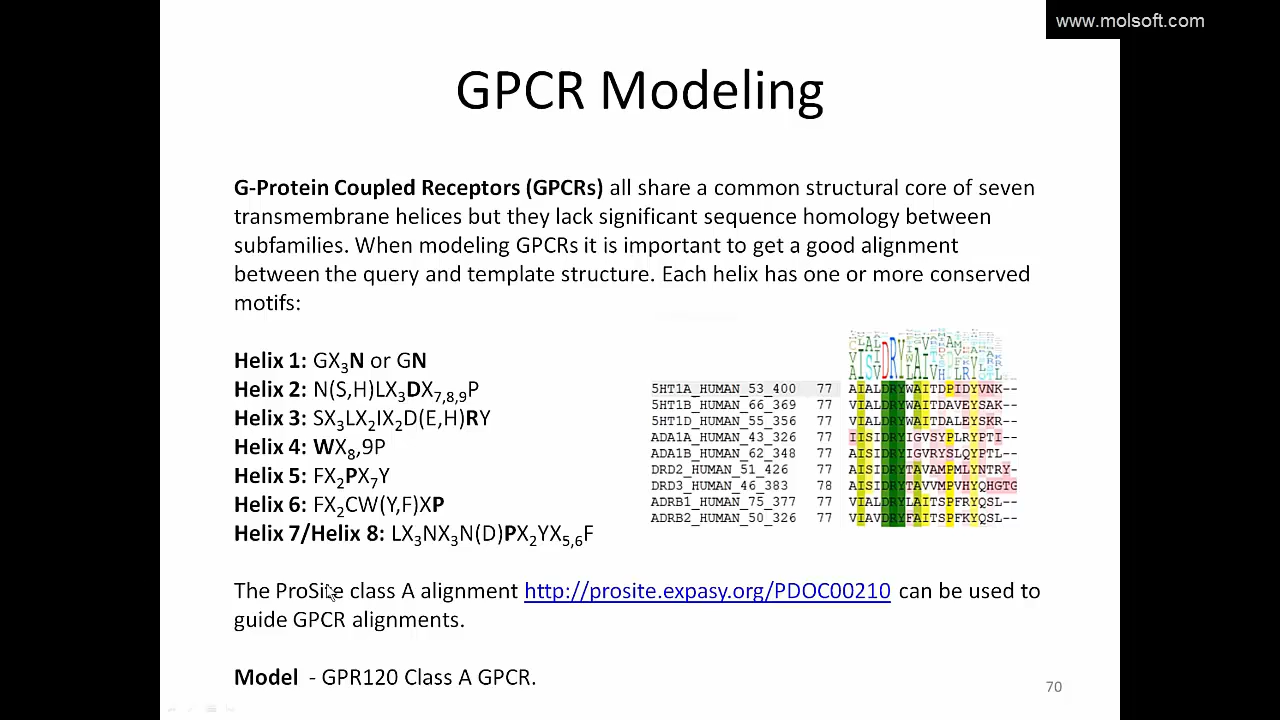 www.molsoft.com
GPCR Modeling
G-Protein Coupled Receptors (GPCRs) all share a common structural core of seven
transmembrane helices but they lack significant sequence homology between
subfamilies. When modeling GPCRs it is important to get a good alignment
between the query and template structure. Each helix has one or more conserved
motifs:
Helix 1: GX3N or GN
Helix 2: N(S,H)LX3DX7,8,9P
Helix 3: SX3LX2IX2D(E,H)RY
Helix 4: WX8,9P
Helix 5: FX2PX7Y
Helix 6: FX2CW(Y,F)XP
Helix 7/Helix 8: LX3NX3N(D)PX2YX5,6F
5HT1A_HUMAN_53_400 77 AIALDRYWAITDPIDYVNK--
5HT1B_HUMAN_66_369 77 VIALDRYWAITDAVEYSAK--
5HT1D_HUMAN_55_356 77 VIALDRYWAITDALEYSKR--
ADA1A_HUMAN_43_326 77 IISIDRYIGVSYPLRYPTI--
ADA1B_HUMAN_62_348 77 AISIDRYIGVRYSLQYPTL--
DRD2_HUMAN_51_426 77 AISIDRYTAVAMPMLYNTRY-
DRD3_HUMAN_46_383 78 AISIDRYTAVVMPVHYQHGTG
ADRB1_HUMAN_75_377 77 VIALDRYLAITSPFRYQSL--
ADRB2_HUMAN_50_326 77 VIAVDRYFAITSPFKYQSL--
The ProSite class A alignment http://prosite.expasy.org/PDOC00210 can be used to
guide GPCR alignments.
Model - GPR120 Class A GPCR.
70